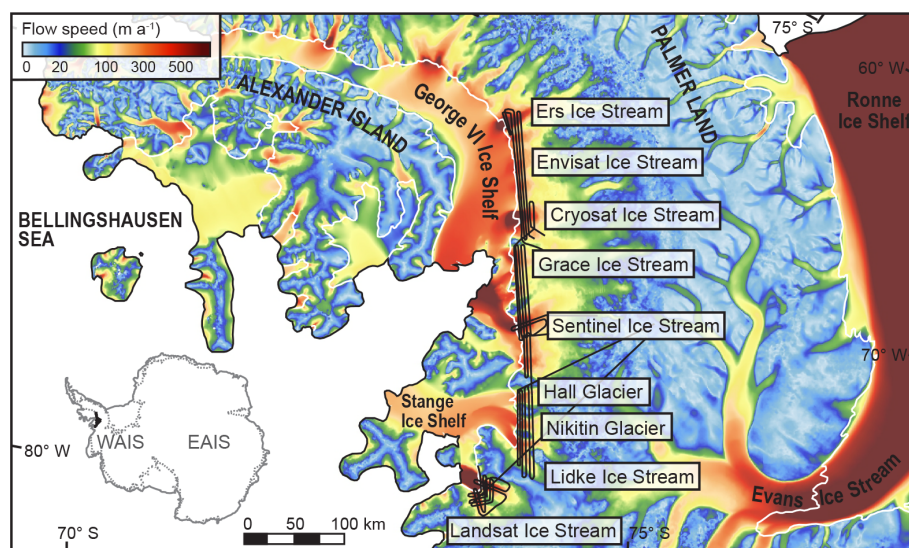 Flow speed (m a⁻¹)
0 20 100 300 500
75° S
60° W
PALMER LAND
Ronne
Ice Shelf
ALEXANDER ISLAND
George VI Ice Shelf
Ers Ice Stream
Envisat Ice Stream
Cryosat Ice Stream
BELLINGSHAUSEN
SEA
Grace Ice Stream
Sentinel Ice Stream
70° W
Hall Glacier
Stange
Ice Shelf
Nikitin Glacier
80° W
WAIS
EAIS
Lidke Ice Stream
Evans Ice Stream
0 50 100 km
Landsat Ice Stream
70° S
75° S